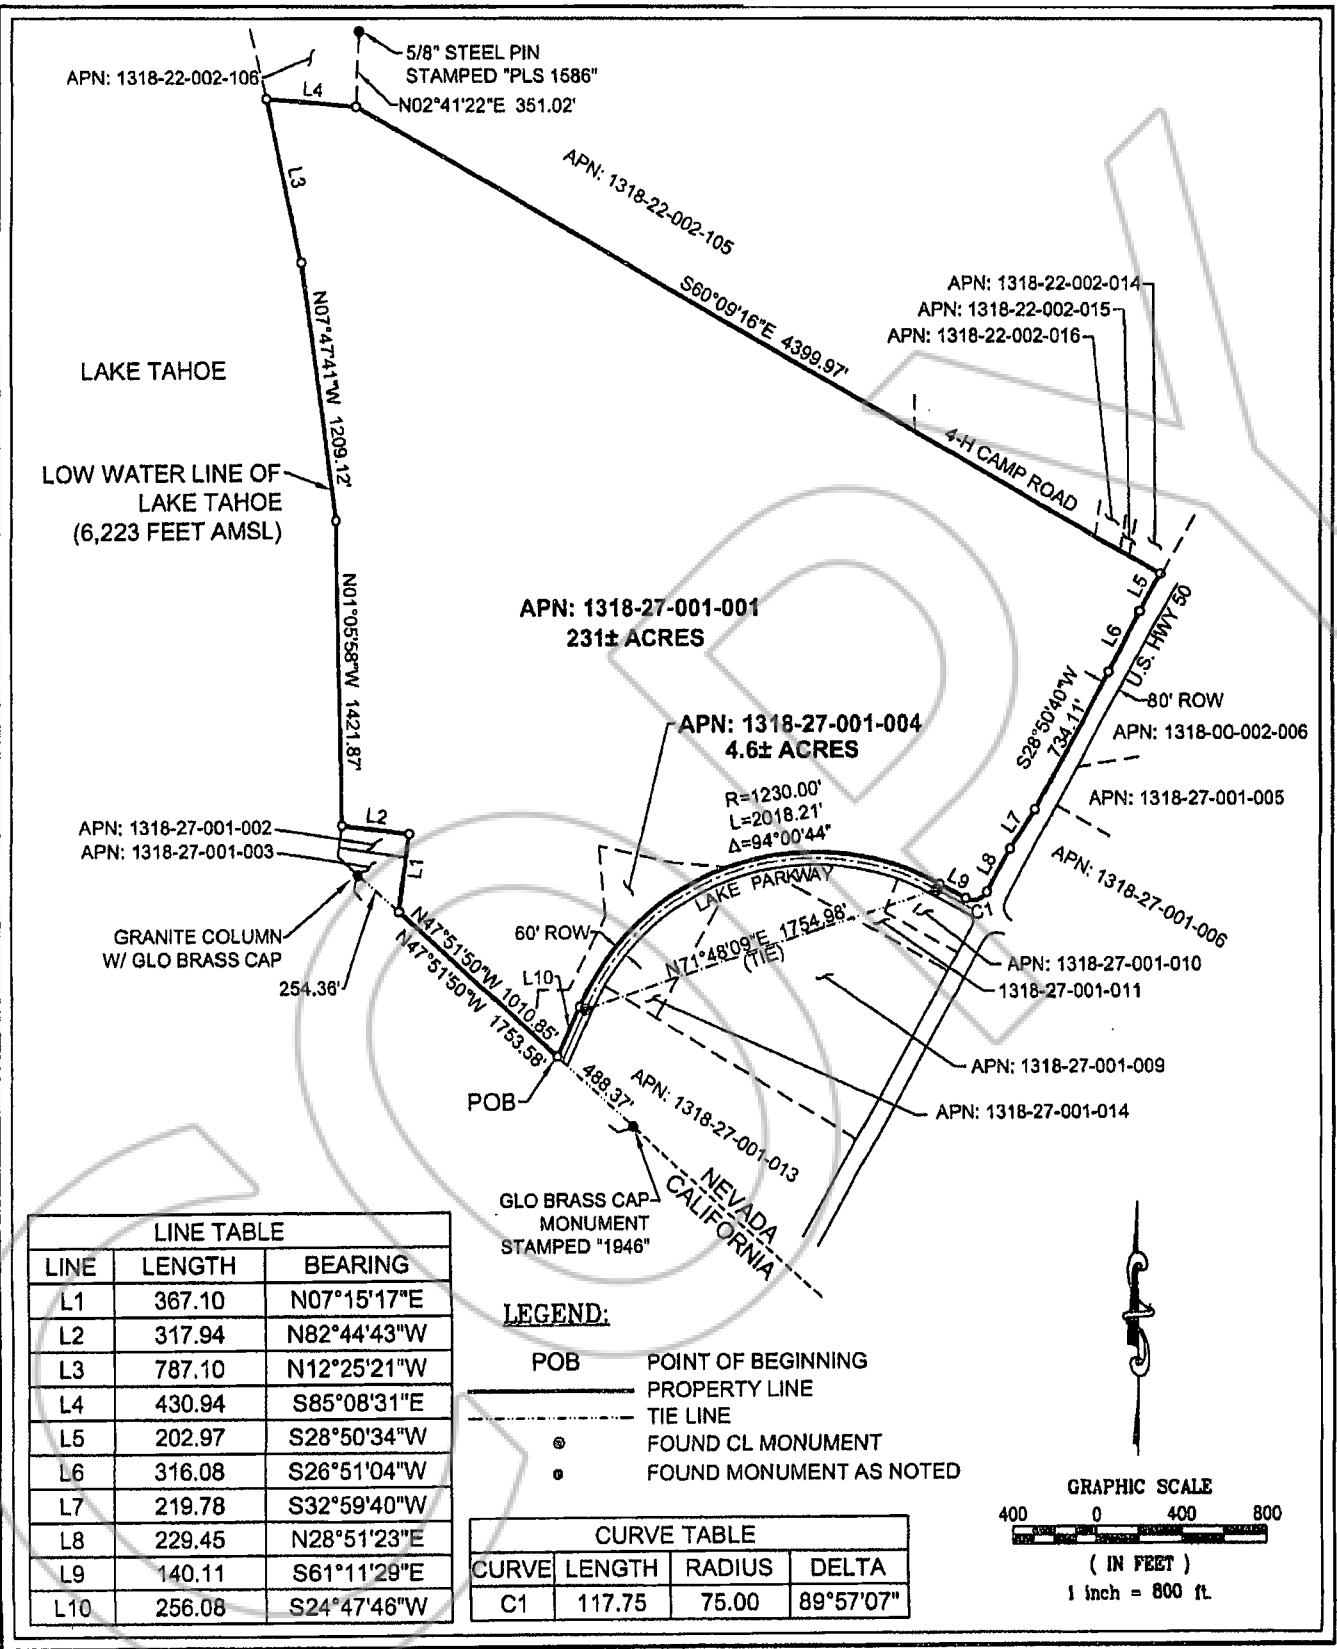 5/8" STEEL PIN
STAMPED "PLS 1586"
APN: 1318-22-002-106
L4
N02°41'22"E 351.02'
L3
APN: 1318-22-002-105
S60°09'16"E 4399.97'
APN: 1318-22-002-014
APN: 1318-22-002-015
APN: 1318-22-002-016
N07°47'41"W 1209.12'
LAKE TAHOE
4-H CAMP ROAD
LOW WATER LINE OF
LAKE TAHOE
(6,223 FEET AMSL)
L5
N01°05'58"W 1421.87'
APN: 1318-27-001-001
231± ACRES
L6
U.S. HWY 50
S28°50'40"W
734.11'
80' ROW
APN: 1318-00-002-006
APN: 1318-27-001-004
4.6± ACRES
R=1230.00'
L=2018.21'
Δ=94°00'44"
APN: 1318-27-001-005
L2
APN: 1318-27-001-002
APN: 1318-27-001-003
L1
L7
L8
L9
C1
LAKE PARKWAY
APN: 1318-27-001-006
GRANITE COLUMN
W/ GLO BRASS CAP
254.36'
N47°51'50"W 1010.85'
N47°51'50"W 1753.58'
60' ROW
L10
N71°48'09"E 1754.98'
(TIE)
APN: 1318-27-001-010
1318-27-001-011
APN: 1318-27-001-009
APN: 1318-27-001-014
POB
488.37'
APN: 1318-27-001-013
GLO BRASS CAP
MONUMENT
STAMPED "1946"
NEVADA
CALIFORNIA
LINE TABLE
LINE LENGTH BEARING
L1 367.10 N07°15'17"E
L2 317.94 N82°44'43"W
L3 787.10 N12°25'21"W
L4 430.94 S85°08'31"E
L5 202.97 S28°50'34"W
L6 316.08 S26°51'04"W
L7 219.78 S32°59'40"W
L8 229.45 N28°51'23"E
L9 140.11 S61°11'29"E
L10 256.08 S24°47'46"W
LEGEND:
POB POINT OF BEGINNING
PROPERTY LINE
TIE LINE
FOUND CL MONUMENT
FOUND MONUMENT AS NOTED
CURVE TABLE
CURVE LENGTH RADIUS DELTA
C1 117.75 75.00 89°57'07"
GRAPHIC SCALE
400 0 400 800
( IN FEET )
1 inch = 800 ft.
COPY